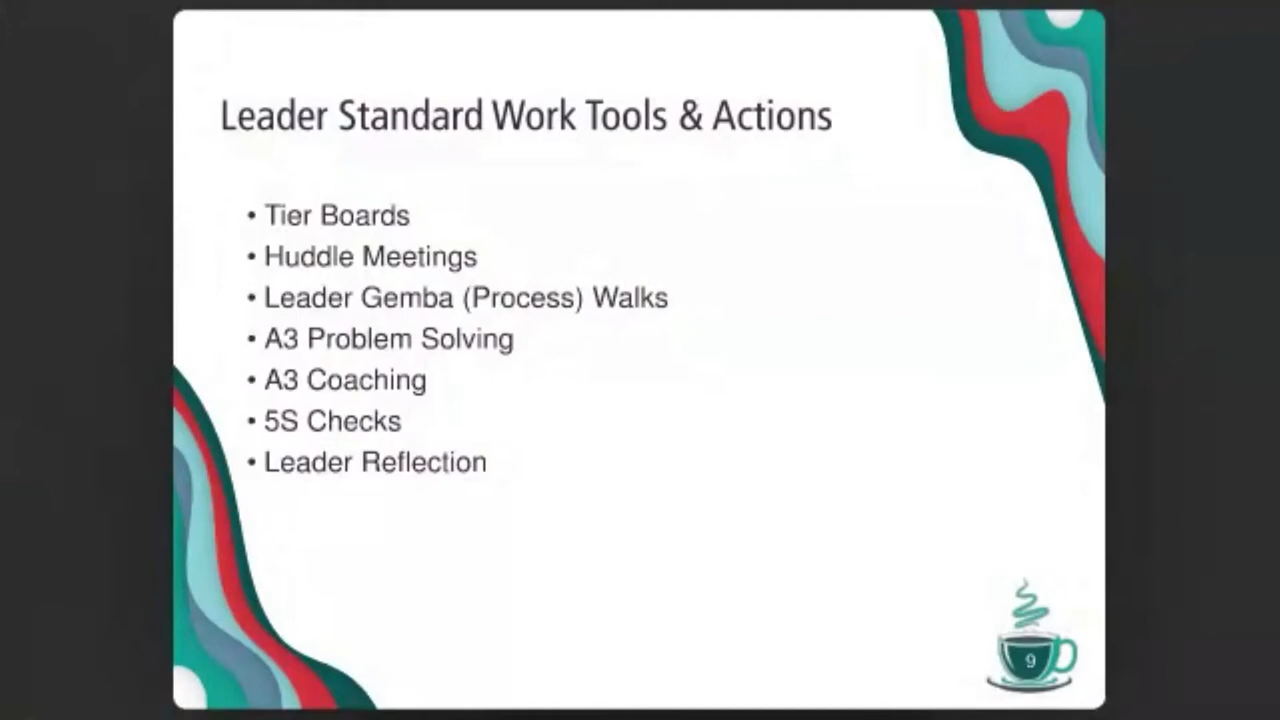 Leader Standard Work Tools & Actions
• Tier Boards
• Huddle Meetings
• Leader Gemba (Process) Walks
• A3 Problem Solving
• A3 Coaching
• 5S Checks
• Leader Reflection
9